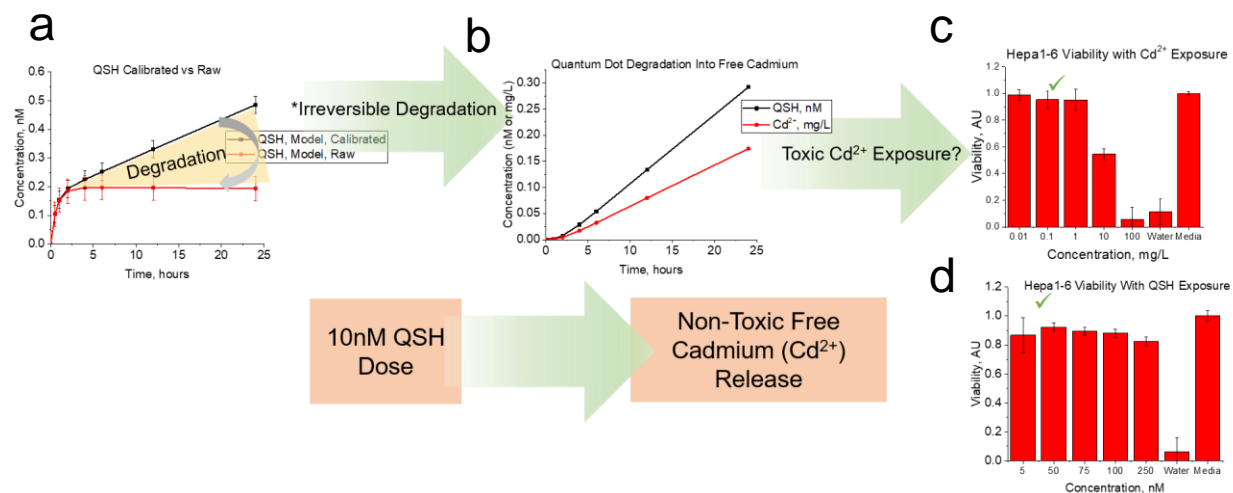 a
QSH Calibrated vs Raw
Concentration, nM
0.6
0.5
0.4
0.3
0.2
0.1
0.0
0
5
10
15
20
25
Time, hours
Degradation
QSH, Model, Calibrated
QSH, Model, Raw
*Irreversible Degradation
b
Quantum Dot Degradation Into Free Cadmium
Concentration (nM or mg/L)
0.30
0.25
0.20
0.15
0.10
0.05
0.00
0
5
10
15
20
25
Time, hours
QSH, nM
Cd²⁺, mg/L
Toxic Cd²⁺ Exposure?
c
Hepa1-6 Viability with Cd²⁺ Exposure
Viability, AU
1.2
1.0
0.8
0.6
0.4
0.2
0.0
0.01
0.1
1
10
100
Water
Media
Concentration, mg/L
10nM QSH
Dose
Non-Toxic Free
Cadmium (Cd²⁺)
Release
d
Hepa1-6 Viability With QSH Exposure
Viability, AU
1.2
1.0
0.8
0.6
0.4
0.2
0.0
5
50
75
100
250
Water
Media
Concentration, nM